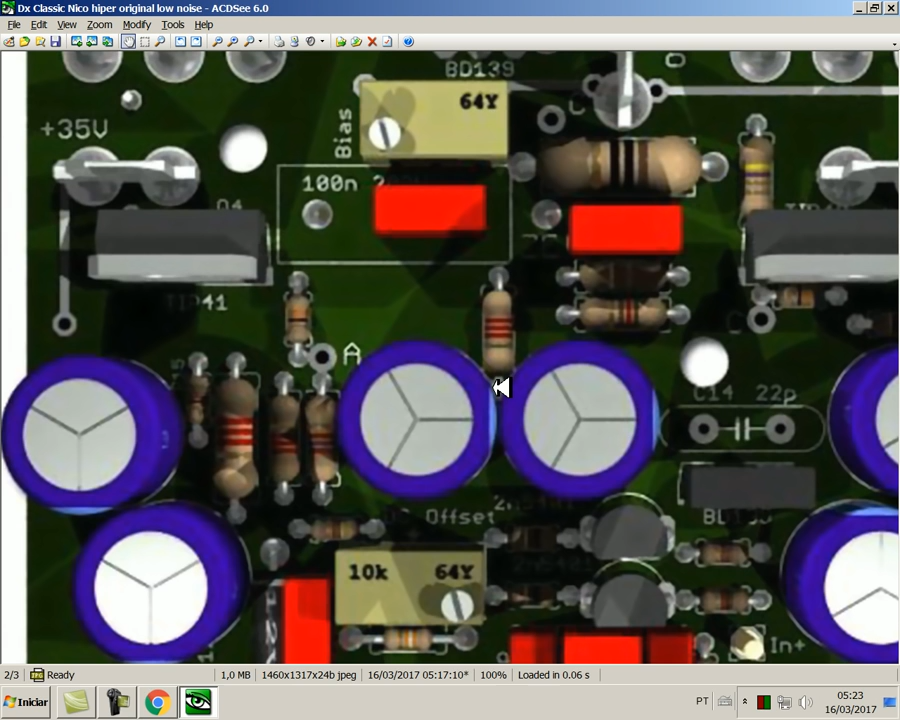 Dx Classic Nico hiper original low noise - ACDSee 6.0
File Edit View Zoom Modify Tools Help
BD139
64Y
+35V
Bias
100n
Q4
TIP41
A
C14 22p
Offset
10k 64Y
In+
2/3 Ready 1,0 MB 1460x1317x24b jpeg 16/03/2017 05:17:10* 100% Loaded in 0.06 s
Iniciar PT 05:23
16/03/2017